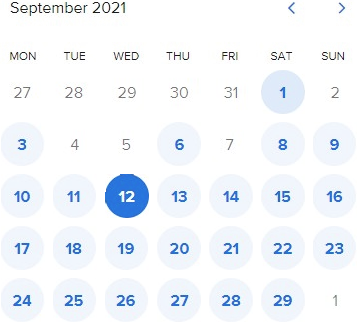 September 2021
MON TUE WED THU FRI SAT SUN
27 28 29 30 31 1 2
3 4 5 6 7 8 9
10 11 12 13 14 15 16
17 18 19 20 21 22 23
24 25 26 27 28 29 1